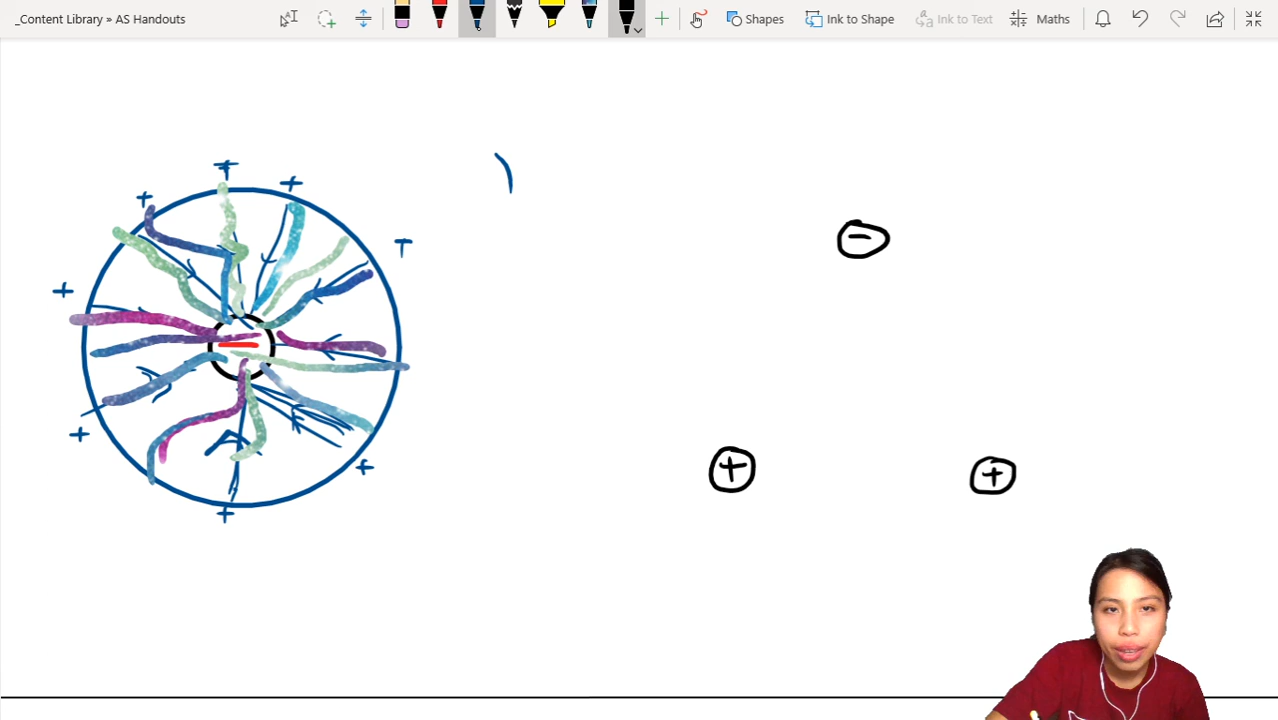 _Content Library » AS Handouts
Shapes
Ink to Shape
Ink to Text
Maths
+ + +
+ +
+
+ +
+
−
−
+ +